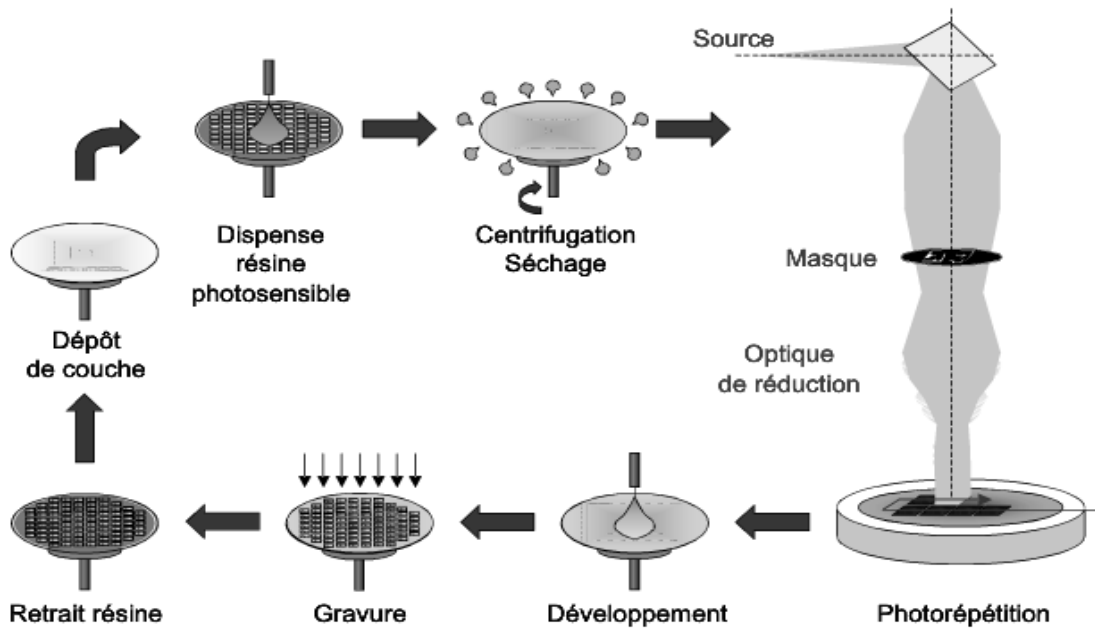 Source
Dispense
résine
photosensible
Centrifugation
Séchage
Masque
Dépôt
de couche
Optique
de réduction
Retrait résine
Gravure
Développement
Photorépétition